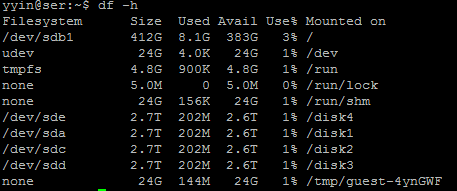 yyin@ser:~$ df -h
Filesystem      Size  Used Avail Use% Mounted on
/dev/sdb1       412G  8.1G  383G   3% /
udev             24G  4.0K   24G   1% /dev
tmpfs           4.8G  900K  4.8G   1% /run
none            5.0M     0  5.0M   0% /run/lock
none             24G  156K   24G   1% /run/shm
/dev/sde        2.7T  202M  2.6T   1% /disk4
/dev/sda        2.7T  202M  2.6T   1% /disk1
/dev/sdc        2.7T  202M  2.6T   1% /disk2
/dev/sdd        2.7T  202M  2.6T   1% /disk3
none             24G  144M   24G   1% /tmp/guest-4ynGWF